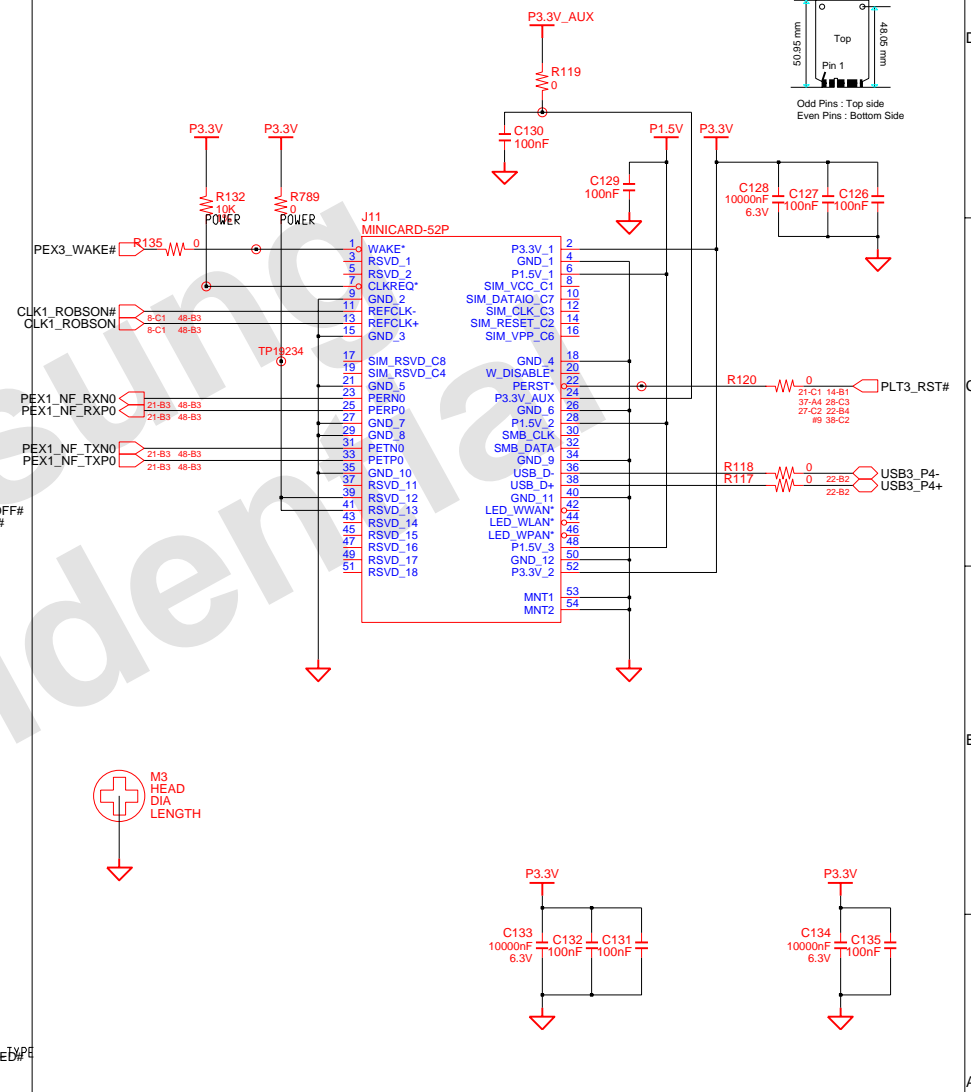 P3.3V_AUX
R119
0
C130
100nF
50.95 mm
Top
48.05 mm
Pin 1
Odd Pins : Top side
Even Pins : Bottom Side
D
P3.3V
P3.3V
P1.5V
P3.3V
R132
10K
POWER
R789
0
POWER
C129
100nF
C128
10000nF
6.3V
C127
100nF
C126
100nF
J11
MINICARD-52P
PEX3_WAKE#
R135
0
CLK1_ROBSON#
8-C1 48-B3
CLK1_ROBSON
8-C1 48-B3
TP19234
PEX1_NF_RXN0
21-B3 48-B3
PEX1_NF_RXP0
21-B3 48-B3
PEX1_NF_TXN0
21-B3 48-B3
PEX1_NF_TXP0
21-B3 48-B3
1 WAKE*
3 RSVD_1
5 RSVD_2
7 CLKREQ*
9 GND_2
11 REFCLK-
13 REFCLK+
15 GND_3
17 SIM_RSVD_C8
19 SIM_RSVD_C4
21 GND_5
23 PERN0
25 PERP0
27 GND_7
29 GND_8
31 PETN0
33 PETP0
35 GND_10
37 RSVD_11
39 RSVD_12
41 RSVD_13
43 RSVD_14
45 RSVD_15
47 RSVD_16
49 RSVD_17
51 RSVD_18
P3.3V_1 2
GND_1 4
P1.5V_1 6
SIM_VCC_C1 8
SIM_DATAIO_C7 10
SIM_CLK_C3 12
SIM_RESET_C2 14
SIM_VPP_C6 16
GND_4 18
W_DISABLE* 20
PERST* 22
P3.3V_AUX 24
GND_6 26
P1.5V_2 28
SMB_CLK 30
SMB_DATA 32
GND_9 34
USB_D- 36
USB_D+ 38
GND_11 40
LED_WWAN* 42
LED_WLAN* 44
LED_WPAN* 46
P1.5V_3 48
GND_12 50
P3.3V_2 52
MNT1 53
MNT2 54
R120
0
PLT3_RST#
21-C1 14-B1
37-A4 28-C3
27-C2 22-B4
#9 38-C2
C
R118
0
22-B2
USB3_P4-
R117
0
22-B2
USB3_P4+
OFF#
#
sung
idential
B
M3
HEAD
DIA
LENGTH
P3.3V
C133
10000nF
6.3V
C132
100nF
C131
100nF
P3.3V
C134
10000nF
6.3V
C135
100nF
TYPE
ED#
A